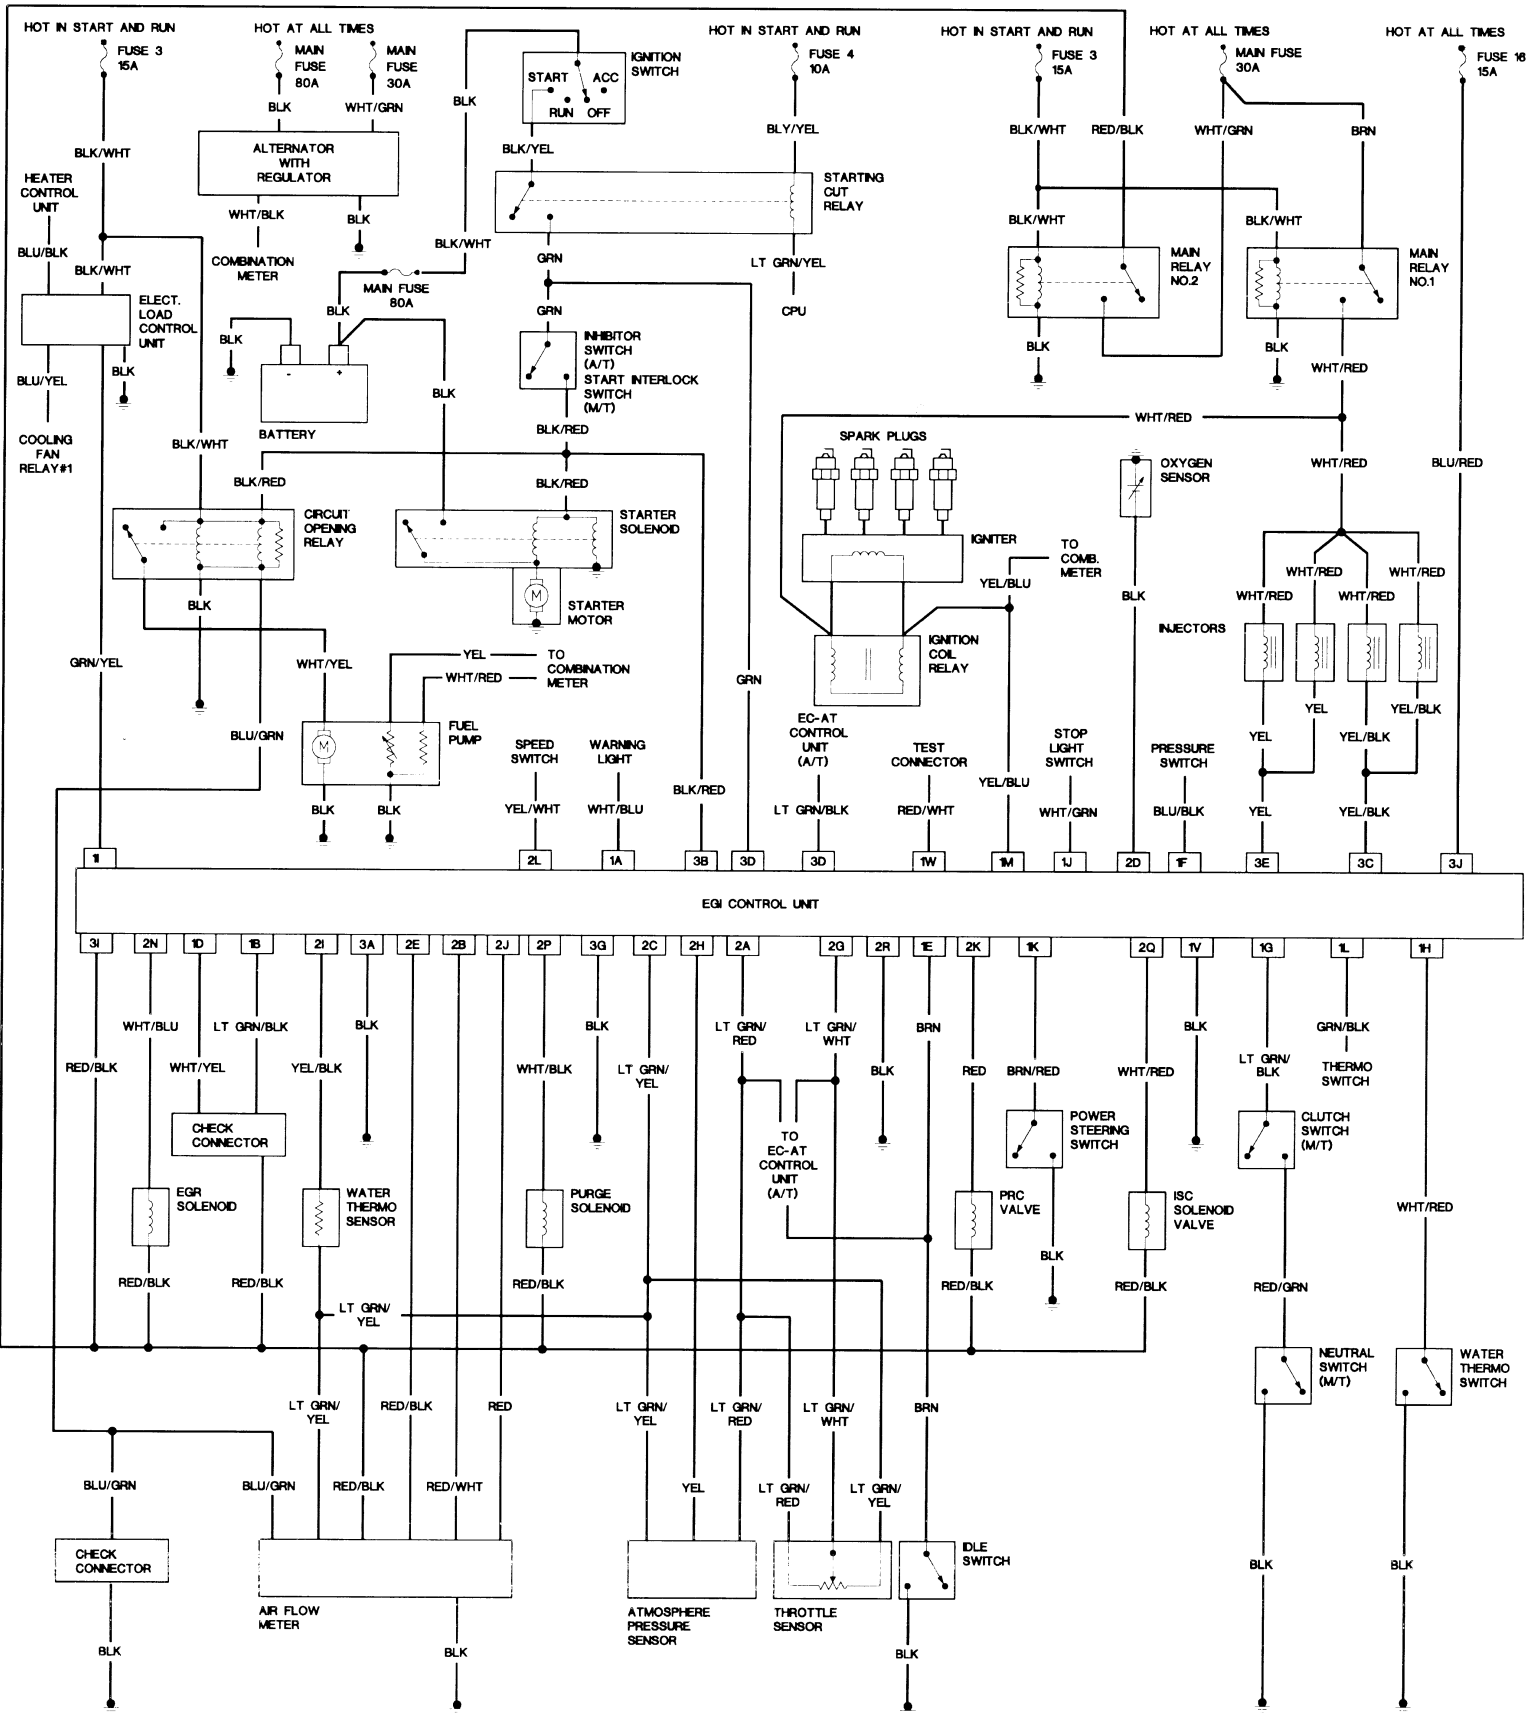 HOT IN START AND RUN
FUSE 3
15A
HOT AT ALL TIMES
MAIN
FUSE
80A
MAIN
FUSE
30A
IGNITION
SWITCH
START
ACC
RUN
OFF
HOT IN START AND RUN
FUSE 4
10A
HOT IN START AND RUN
FUSE 3
15A
HOT AT ALL TIMES
MAIN FUSE
30A
HOT AT ALL TIMES
FUSE 16
15A
BLK
WHT/GRN
BLK
BLK/YEL
BLY/YEL
BLK/WHT
RED/BLK
WHT/GRN
BRN
BLK/WHT
ALTERNATOR
WITH
REGULATOR
HEATER
CONTROL
UNIT
STARTING
CUT
RELAY
WHT/BLK
BLK
BLK/WHT
BLK/WHT
BLK/WHT
BLU/BLK
BLK/WHT
COMBINATION
METER
GRN
LT GRN/YEL
MAIN
RELAY
NO.2
MAIN
RELAY
NO.1
MAIN FUSE
80A
ELECT.
LOAD
CONTROL
UNIT
BLK
GRN
CPU
BLK
BLK
BLK
INHIBITOR
SWITCH
(A/T)
START INTERLOCK
SWITCH
(M/T)
BLU/YEL
BLK
-
+
BLK
WHT/RED
WHT/RED
BATTERY
BLK/RED
COOLING
FAN
RELAY#1
BLK/WHT
SPARK PLUGS
OXYGEN
SENSOR
WHT/RED
BLU/RED
BLK/RED
BLK/RED
CIRCUIT
OPENING
RELAY
STARTER
SOLENOID
IGNITER
TO
COMB.
METER
YEL/BLU
BLK
WHT/RED
WHT/RED
WHT/RED
WHT/RED
BLK
M
STARTER
MOTOR
INJECTORS
IGNITION
COIL
RELAY
GRN/YEL
WHT/YEL
YEL
TO
COMBINATION
METER
WHT/RED
GRN
BLU/GRN
M
FUEL
PUMP
EC-AT
CONTROL
UNIT
(A/T)
YEL
YEL/BLK
YEL
YEL/BLK
SPEED
SWITCH
WARNING
LIGHT
TEST
CONNECTOR
STOP
LIGHT
SWITCH
PRESSURE
SWITCH
BLK
BLK
YEL/WHT
WHT/BLU
BLK/RED
LT GRN/BLK
RED/WHT
YEL/BLU
WHT/GRN
BLU/BLK
YEL
YEL/BLK
1I
2L
1A
3B
3D
3D
1W
1M
1J
2D
1F
3E
3C
3J
EGI CONTROL UNIT
3I
2N
1D
1B
2I
3A
2E
2B
2J
2P
3G
2C
2H
2A
2G
2R
1E
2K
1K
2Q
1V
1G
1L
1H
WHT/BLU
LT GRN/BLK
BLK
BLK
LT GRN/
RED
LT GRN/
WHT
BRN
BLK
GRN/BLK
RED/BLK
WHT/YEL
YEL/BLK
WHT/BLK
LT GRN/
YEL
BLK
RED
BRN/RED
WHT/RED
LT GRN/
BLK
THERMO
SWITCH
CHECK
CONNECTOR
TO
EC-AT
CONTROL
UNIT
(A/T)
POWER
STEERING
SWITCH
CLUTCH
SWITCH
(M/T)
EGR
SOLENOID
WATER
THERMO
SENSOR
PURGE
SOLENOID
PRC
VALVE
ISC
SOLENOID
VALVE
WHT/RED
BLK
RED/BLK
RED/BLK
RED/BLK
RED/BLK
RED/BLK
RED/GRN
LT GRN/
YEL
NEUTRAL
SWITCH
(M/T)
WATER
THERMO
SWITCH
LT GRN/
YEL
RED/BLK
RED
LT GRN/
YEL
LT GRN/
RED
LT GRN/
WHT
BRN
BLU/GRN
BLU/GRN
RED/BLK
RED/WHT
YEL
LT GRN/
RED
LT GRN/
YEL
CHECK
CONNECTOR
IDLE
SWITCH
BLK
BLK
AIR FLOW
METER
ATMOSPHERE
PRESSURE
SENSOR
THROTTLE
SENSOR
BLK
BLK
BLK